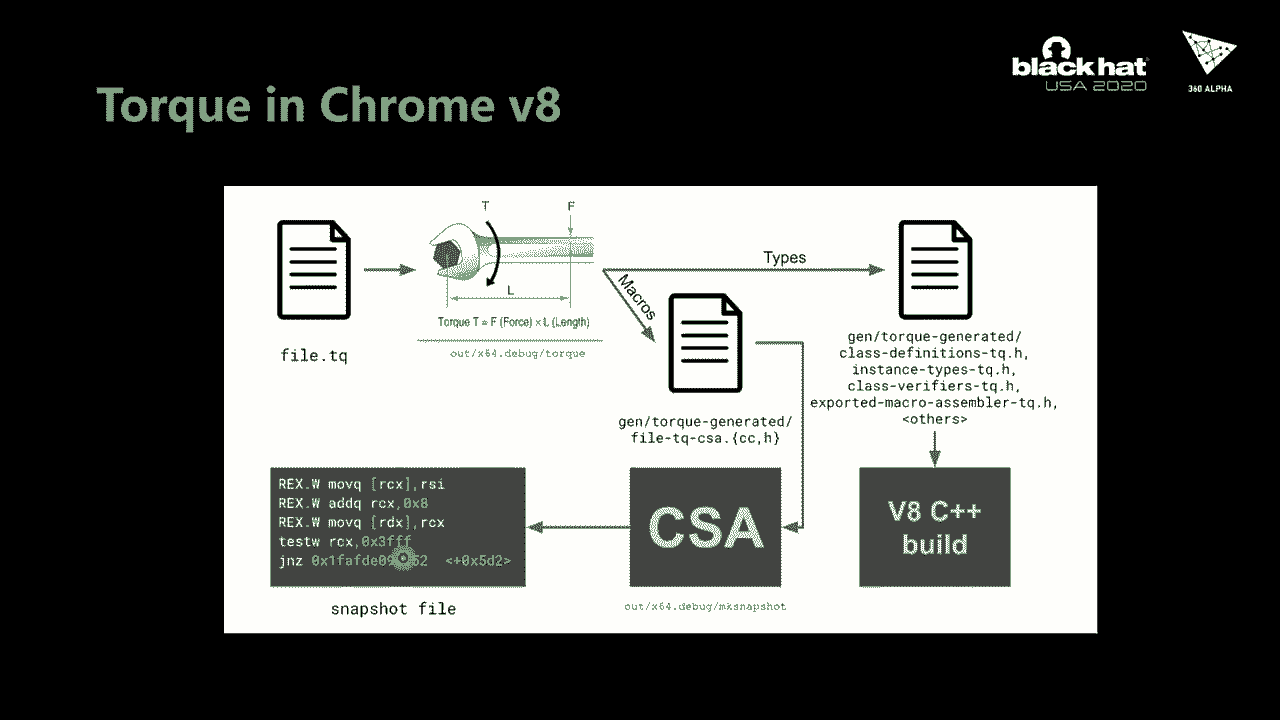 black hat
USA 2020
360 ALPHA
Torque in Chrome v8
T
F
L
Torque T = F (Force) × L (Length)
out/x64.debug/torque
file.tq
Types
Macros
gen/torque-generated/
class-definitions-tq.h,
instance-types-tq.h,
class-verifiers-tq.h,
exported-macro-assembler-tq.h,
<others>
gen/torque-generated/
file-tq-csa.{cc,h}
REX.W movq [rcx],rsi
REX.W addq rcx,0x8
REX.W movq [rdx],rcx
testw rcx,0x3fff
jnz <+0x5d2>
snapshot file
CSA
out/x64.debug/mksnapshot
V8 C++
build